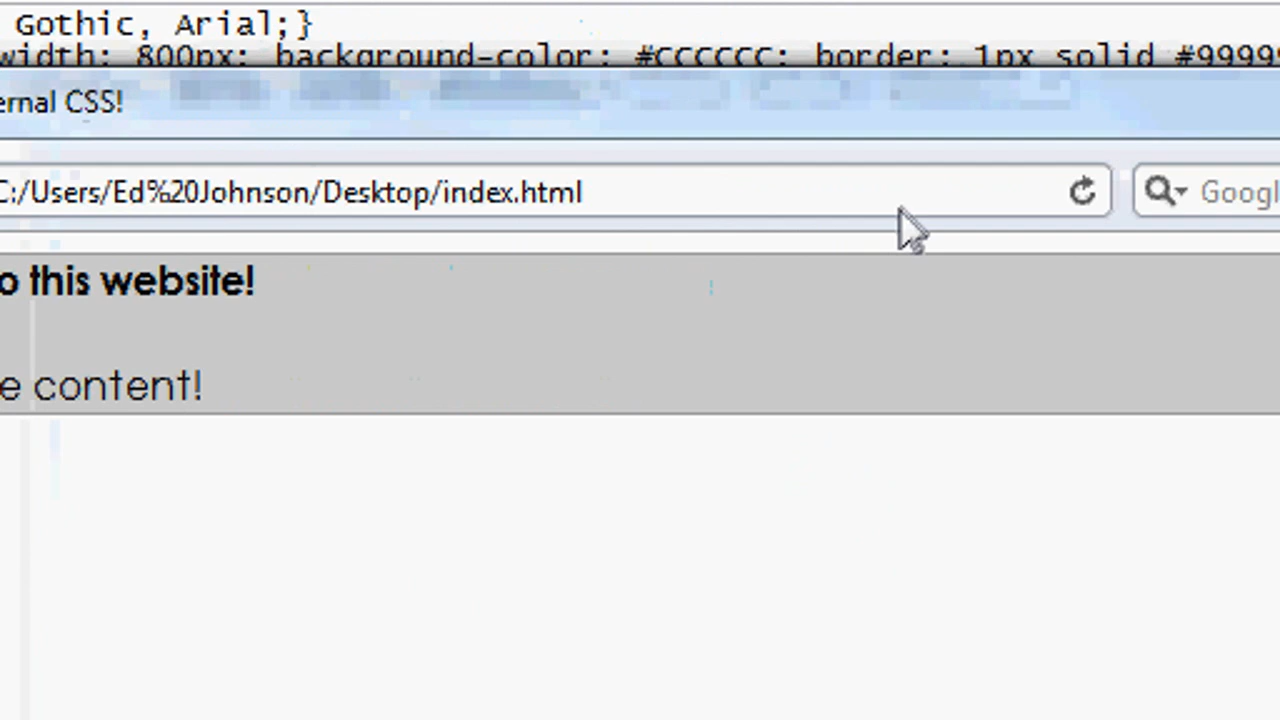 Gothic, Arial;}
width: 800px; background-color: #CCCCCC; border: 1px solid #9999
ernal CSS!
C:/Users/Ed%20Johnson/Desktop/index.html
Googl
o this website!
e content!